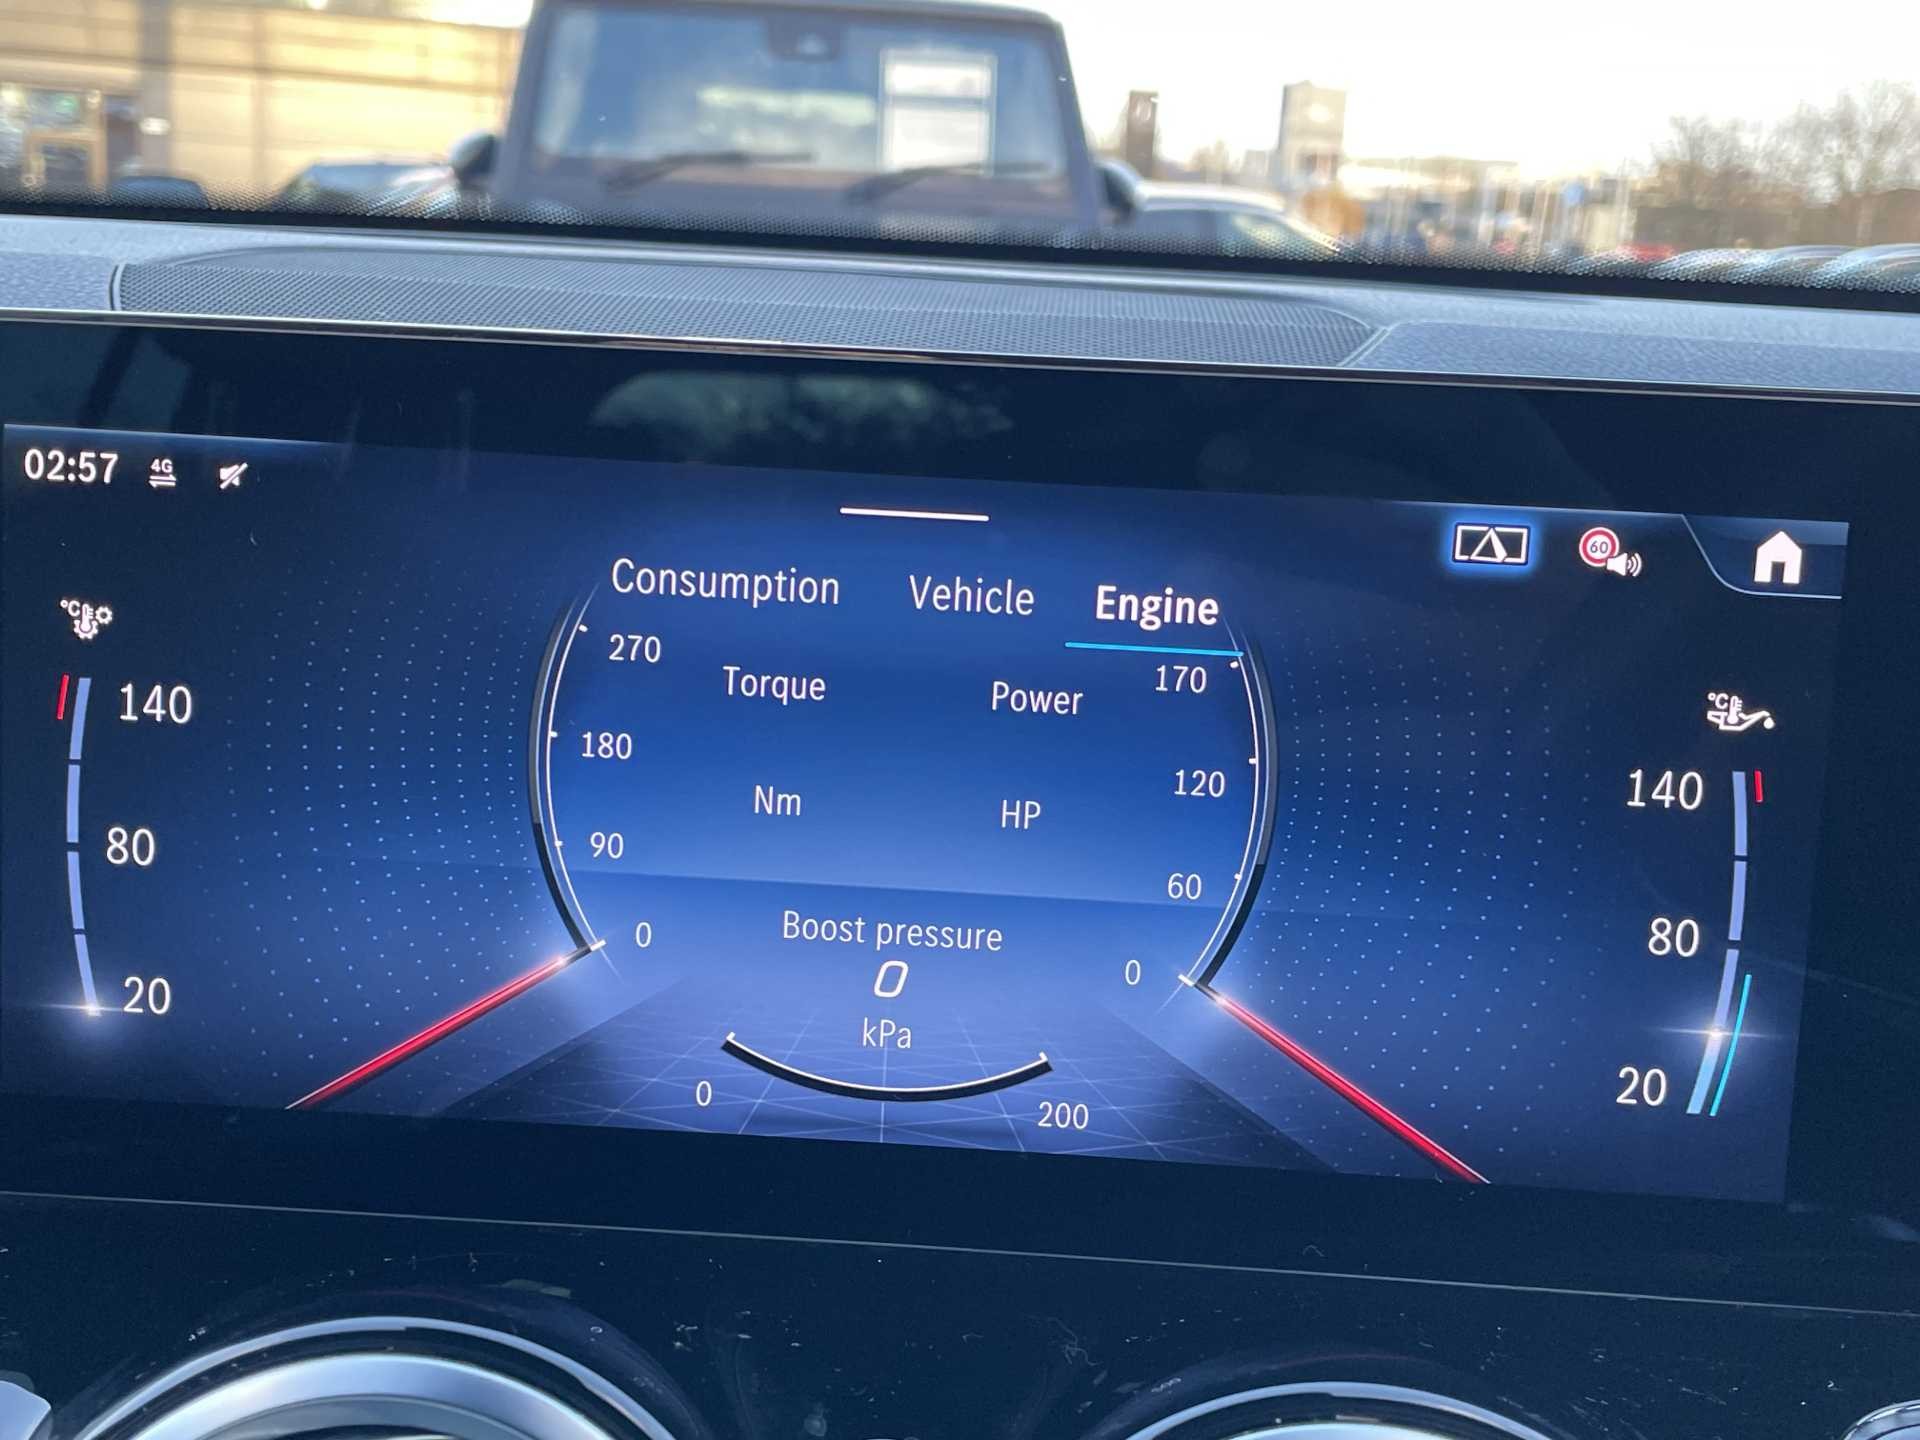 02:57 4G
60
Consumption Vehicle Engine
°C
140
80
20
270
180
90
0
Torque
Nm
Power
HP
170
120
60
0
Boost pressure
0
kPa
0
200
°C
140
80
20